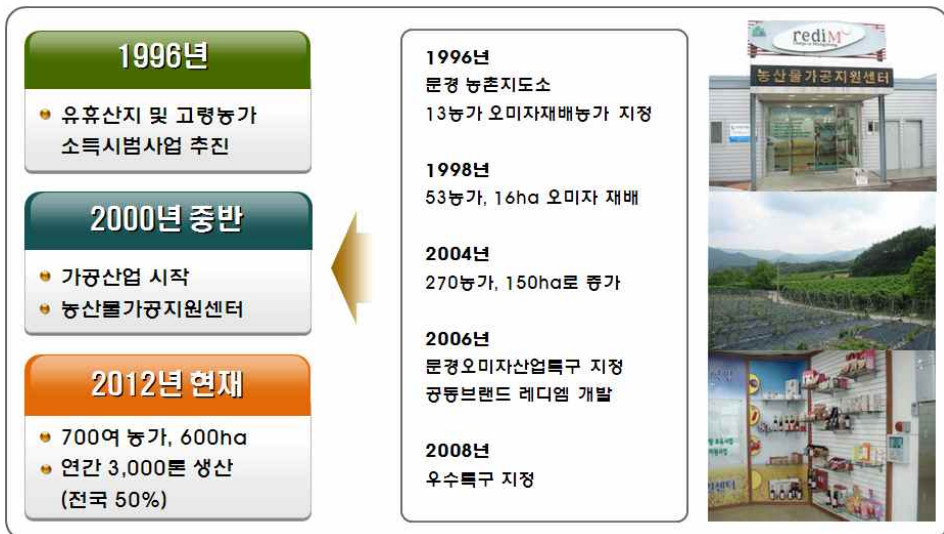 1996년
유휴산지 및 고령농가
소득시범사업 추진
2000년 중반
가공산업 시작
농산물가공지원센터
2012년 현재
700여 농가, 600ha
연간 3,000톤 생산
(전국 50%)
1996년
문경 농촌지도소
13농가 오미자재배농가 지정
1998년
53농가, 16ha 오미자 재배
2004년
270농가, 150ha로 증가
2006년
문경오미자산업특구 지정
공동브랜드 레디엠 개발
2008년
우수특구 지정
rediM
농산물가공지원센터